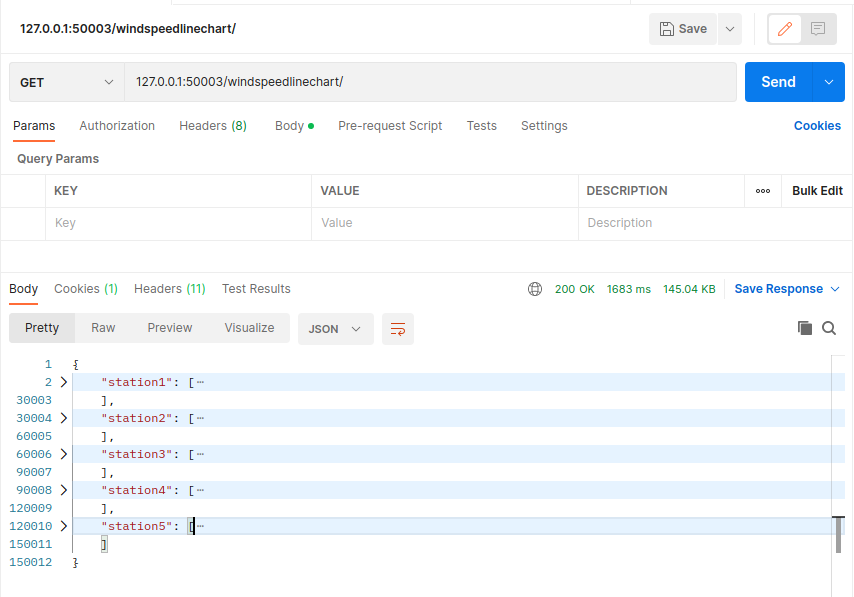 127.0.0.1:50003/windspeedlinechart/
Save
GET 127.0.0.1:50003/windspeedlinechart/ Send
Params Authorization Headers (8) Body Pre-request Script Tests Settings Cookies
Query Params
KEY VALUE DESCRIPTION ooo Bulk Edit
Key Value Description
Body Cookies (1) Headers (11) Test Results 200 OK 1683 ms 145.04 KB Save Response
Pretty Raw Preview Visualize JSON
1 {
2 "station1": [⋯
30003 ],
30004 "station2": [⋯
60005 ],
60006 "station3": [⋯
90007 ],
90008 "station4": [⋯
120009 ],
120010 "station5": [⋯
150011 ]
150012 }